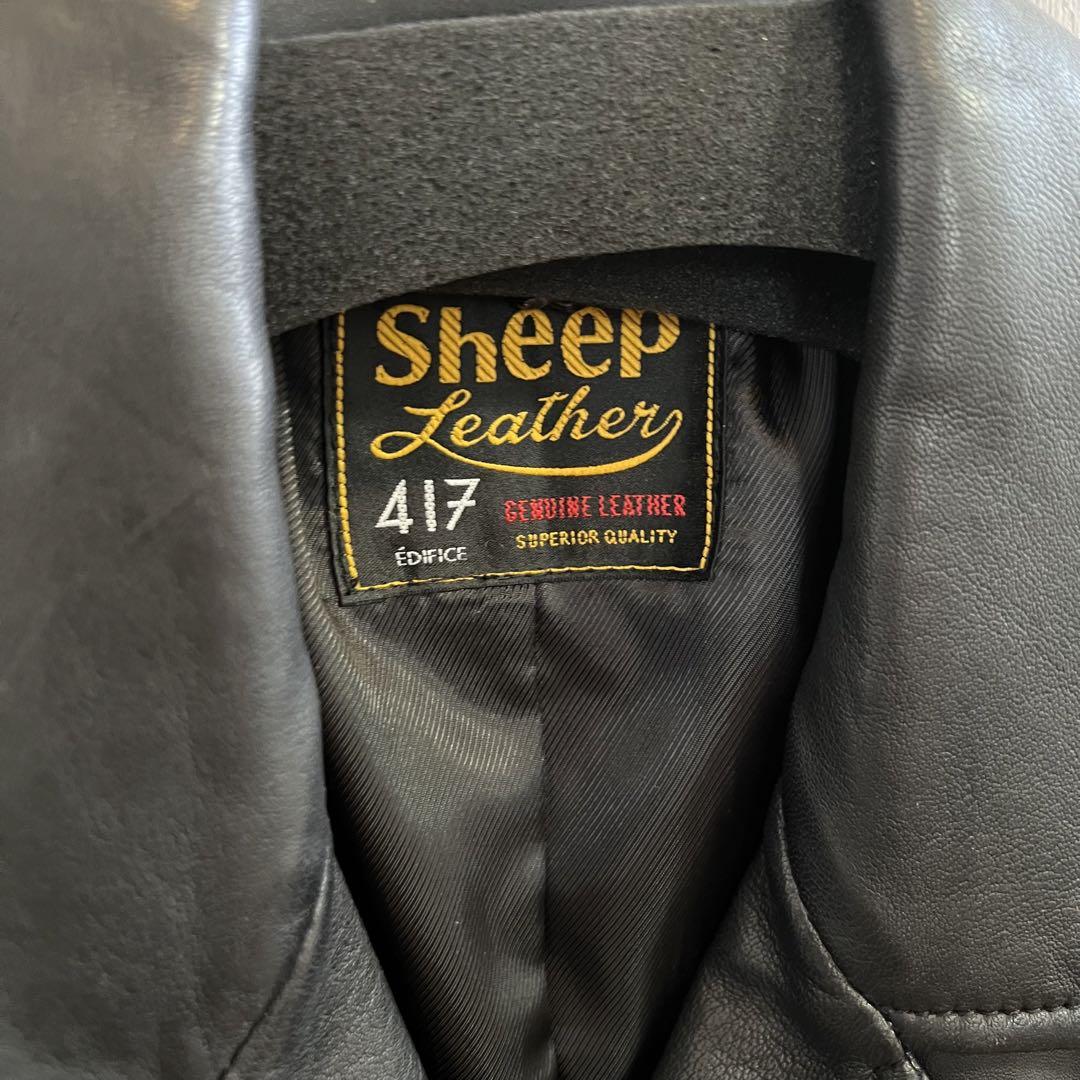 Sheep
Leather
417
ÉDIFICE
GENUINE LEATHER
SUPERIOR QUALITY